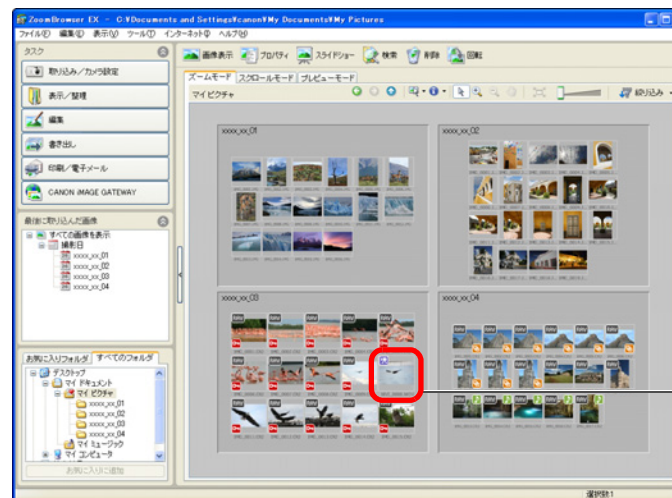 ZoomBrowser EX - C:¥Documents and Settings¥canon¥My Documents¥My Pictures
ファイル(F) 編集(E) 表示(V) ツール(T) インターネット(I) ヘルプ(H)
タスク
画像表示 プロパティ スライドショー 検索 削除 回転
取り込み/カメラ設定
ズームモード スクロールモード プレビューモード
表示/整理
マイ ピクチャ
絞り込み
編集
書き出し
印刷/電子メール
CANON iMAGE GATEWAY
xxxx_xx_01
xxxx_xx_02
最後に取り込んだ画像
すべての画像を表示
撮影日
xxxx_xx_01
xxxx_xx_02
xxxx_xx_03
xxxx_xx_04
xxxx_xx_03
xxxx_xx_04
お気に入りフォルダ すべてのフォルダ
デスクトップ
マイ ドキュメント
マイ ピクチャ
xxxx_xx_01
xxxx_xx_02
xxxx_xx_03
xxxx_xx_04
マイ ミュージック
マイ コンピュータ
お気に入りに追加
選択数:1